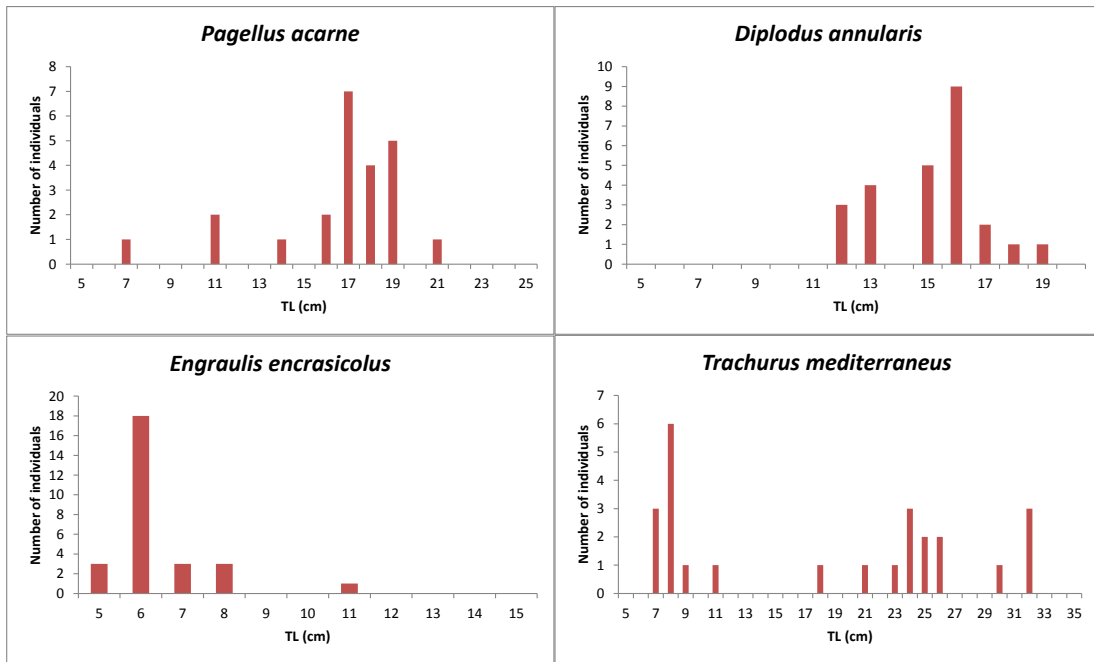 Pagellus acarne
8
7
6
5
4
3
2
1
0
Number of individuals
5 7 9 11 13 15 17 19 21 23 25
TL (cm)
Diplodus annularis
10
9
8
7
6
5
4
3
2
1
0
Number of individuals
5 7 9 11 13 15 17 19
TL (cm)
Engraulis encrasicolus
20
18
16
14
12
10
8
6
4
2
0
Number of individuals
5 6 7 8 9 10 11 12 13 14 15
TL (cm)
Trachurus mediterraneus
7
6
5
4
3
2
1
0
Number of individuals
5 7 9 11 13 15 17 19 21 23 25 27 29 31 33 35
TL (cm)